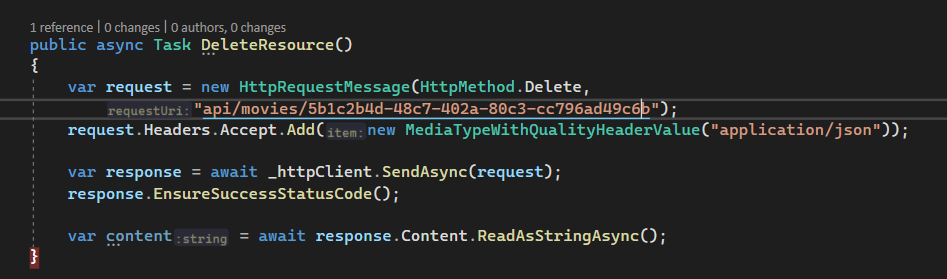 1 reference | 0 changes | 0 authors, 0 changes
public async Task DeleteResource()
{
var request = new HttpRequestMessage(HttpMethod.Delete,
requestUri: "api/movies/5b1c2b4d-48c7-402a-80c3-cc796ad49c6b");
request.Headers.Accept.Add(item: new MediaTypeWithQualityHeaderValue("application/json"));
var response = await _httpClient.SendAsync(request);
response.EnsureSuccessStatusCode();
var content :string = await response.Content.ReadAsStringAsync();
}